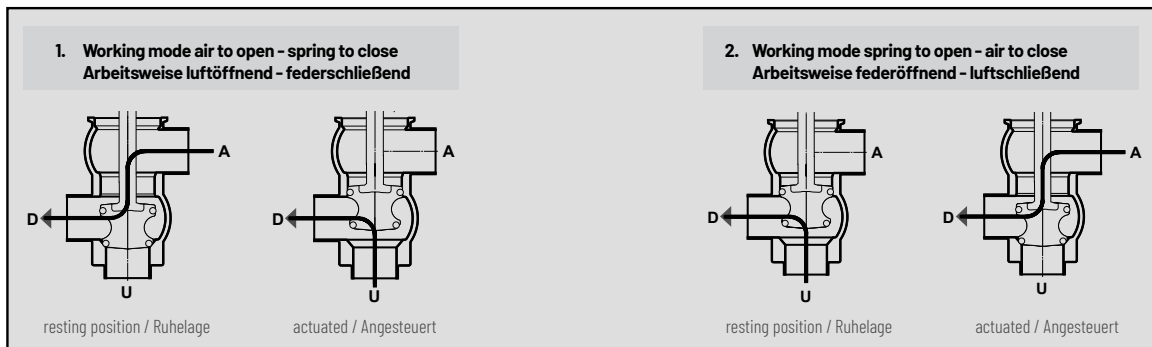 1. Working mode air to open - spring to close
Arbeitsweise luftöffnend - federschließend
2. Working mode spring to open - air to close
Arbeitsweise federöffnend - luftschließend
A
D
U
resting position / Ruhelage
A
D
U
actuated / Angesteuert
A
D
U
resting position / Ruhelage
A
D
U
actuated / Angesteuert